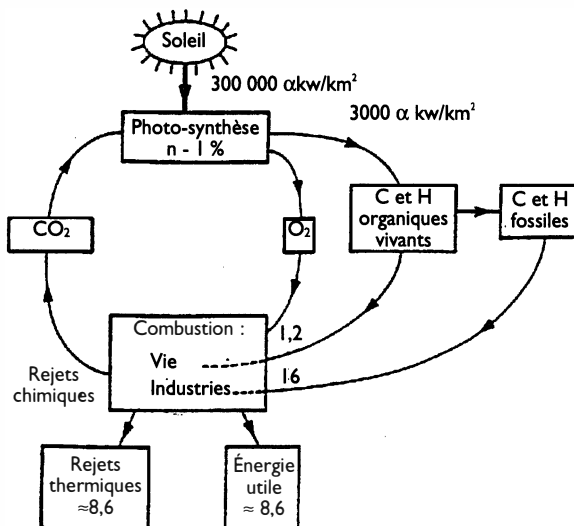 Soleil
300 000 αkw/km²
3000 α kw/km²
Photo-synthèse
n - 1 %
C et H
organiques
vivants
C et H
fossiles
CO₂
O₂
Combustion :
1,2
Vie
Industries
16
Rejets
chimiques
Rejets
thermiques
≈8,6
Énergie
utile
≈ 8,6